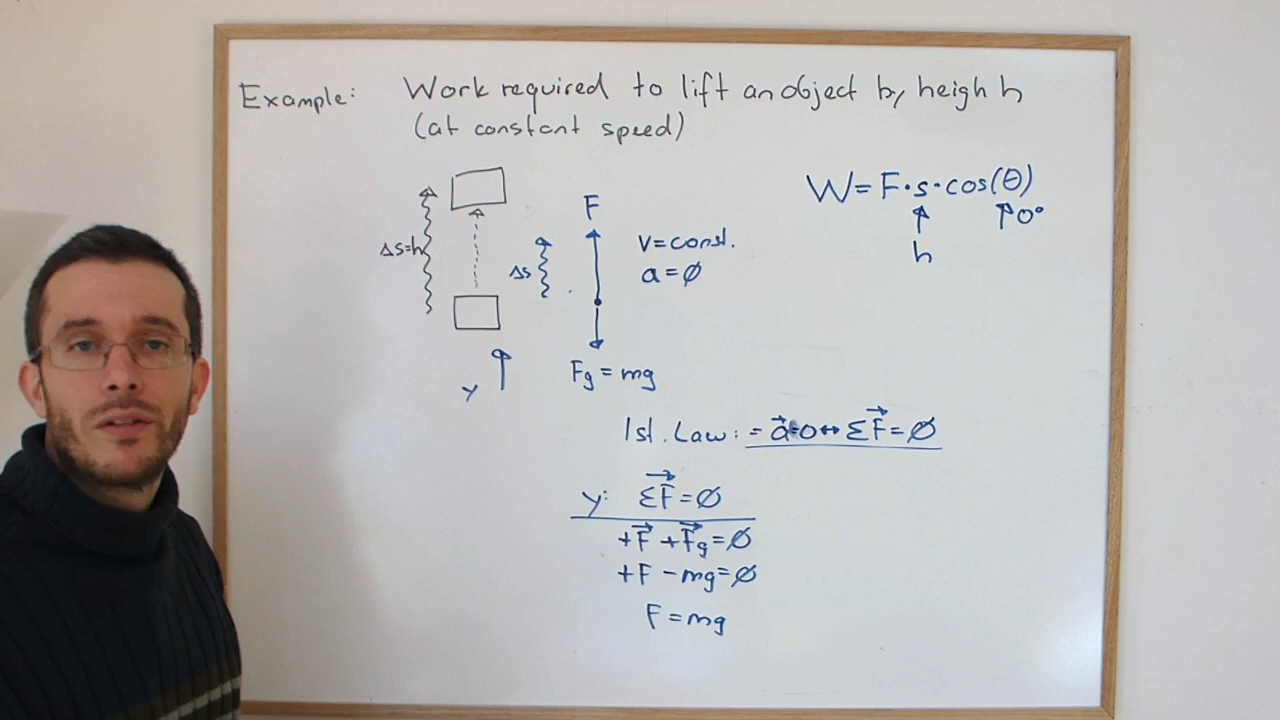 Example: Work required to lift an object by heigh h
(at constant speed)
Δs=h
Δs
F
v=const.
a=∅
W=F·s·cos(θ)
h
0°
y
Fg=mg
1st. Law: = a⃗=0↔ΣF⃗=∅
y: ΣF⃗=∅
+F⃗+F⃗g=∅
+F-mg=∅
F=mg